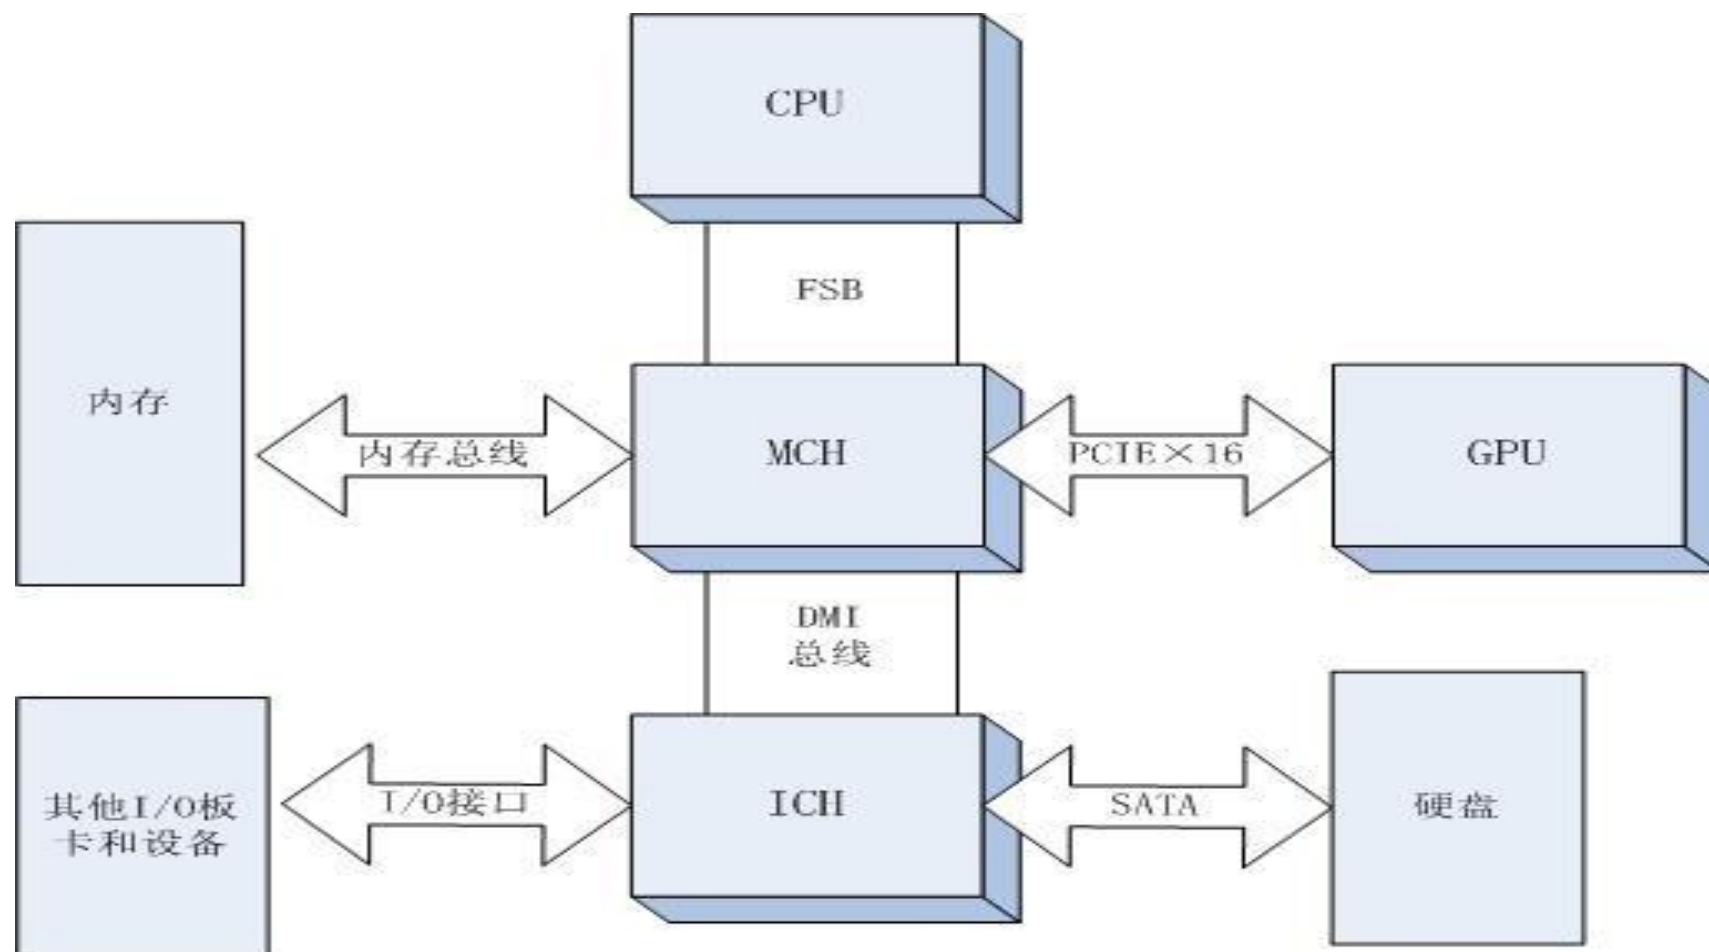 CPU
FSB
内存
内存总线
MCH
PCIE×16
GPU
DMI
总线
其他I/O板
卡和设备
I/O接口
ICH
SATA
硬盘